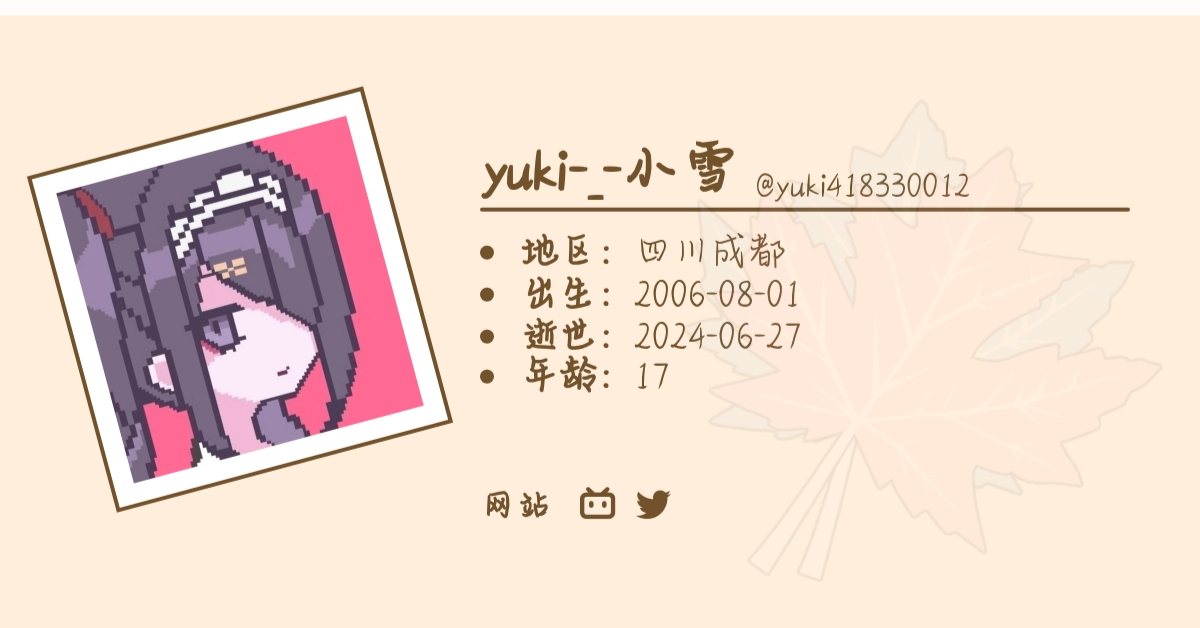 yuki-_-小雪 @yuki418330012
地区：四川成都
出生：2006-08-01
逝世：2024-06-27
年龄：17
网站